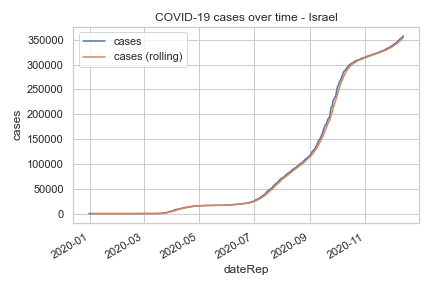 COVID-19 cases over time - Israel
cases
cases (rolling)
350000
300000
250000
200000
150000
100000
50000
0
cases
2020-01
2020-03
2020-05
2020-07
2020-09
2020-11
dateRep